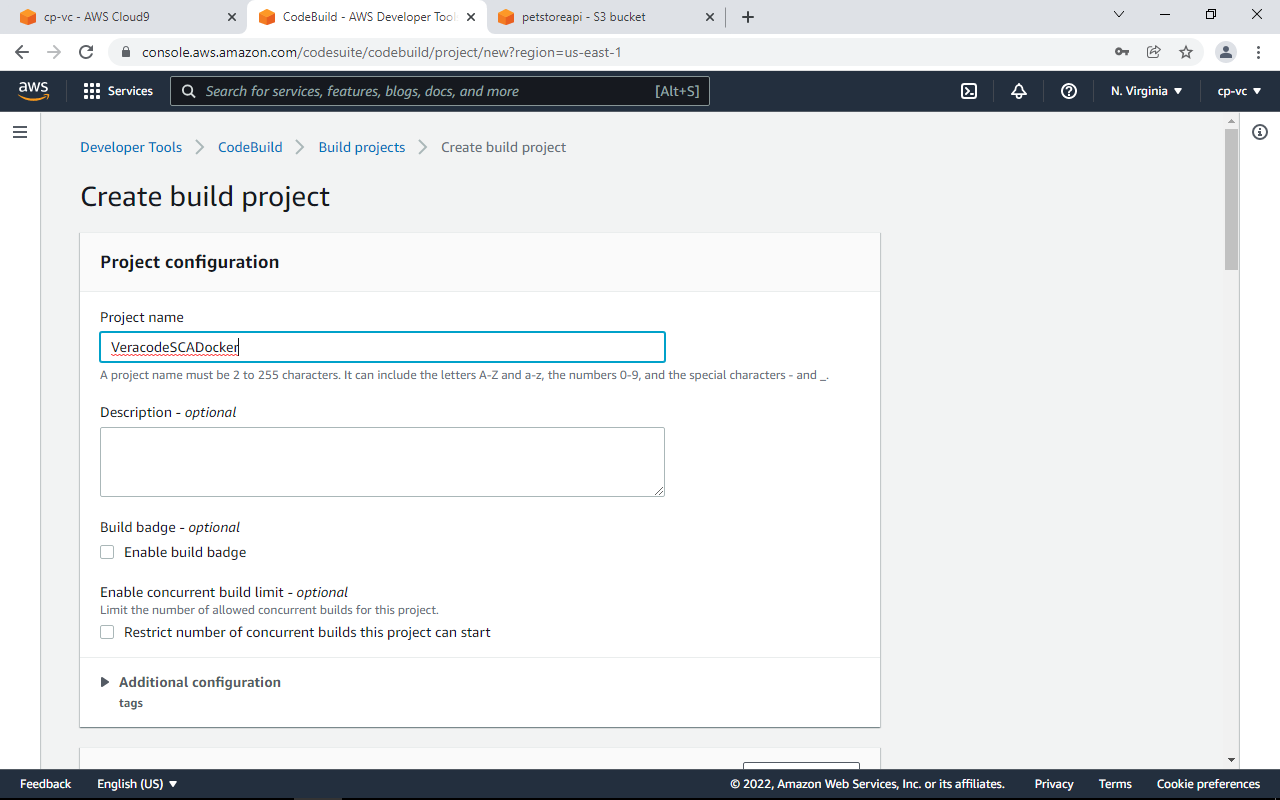 cp-vc - AWS Cloud9
CodeBuild - AWS Developer Tool
petstoreapi - S3 bucket
console.aws.amazon.com/codesuite/codebuild/project/new?region=us-east-1
aws
Services
Search for services, features, blogs, docs, and more
[Alt+S]
N. Virginia
cp-vc
Developer Tools
CodeBuild
Build projects
Create build project
Create build project
Project configuration
Project name
VeracodeSCADocker
A project name must be 2 to 255 characters. It can include the letters A-Z and a-z, the numbers 0-9, and the special characters - and _.
Description - optional
Build badge - optional
Enable build badge
Enable concurrent build limit - optional
Limit the number of allowed concurrent builds for this project.
Restrict number of concurrent builds this project can start
Additional configuration
tags
Feedback
English (US)
© 2022, Amazon Web Services, Inc. or its affiliates.
Privacy
Terms
Cookie preferences